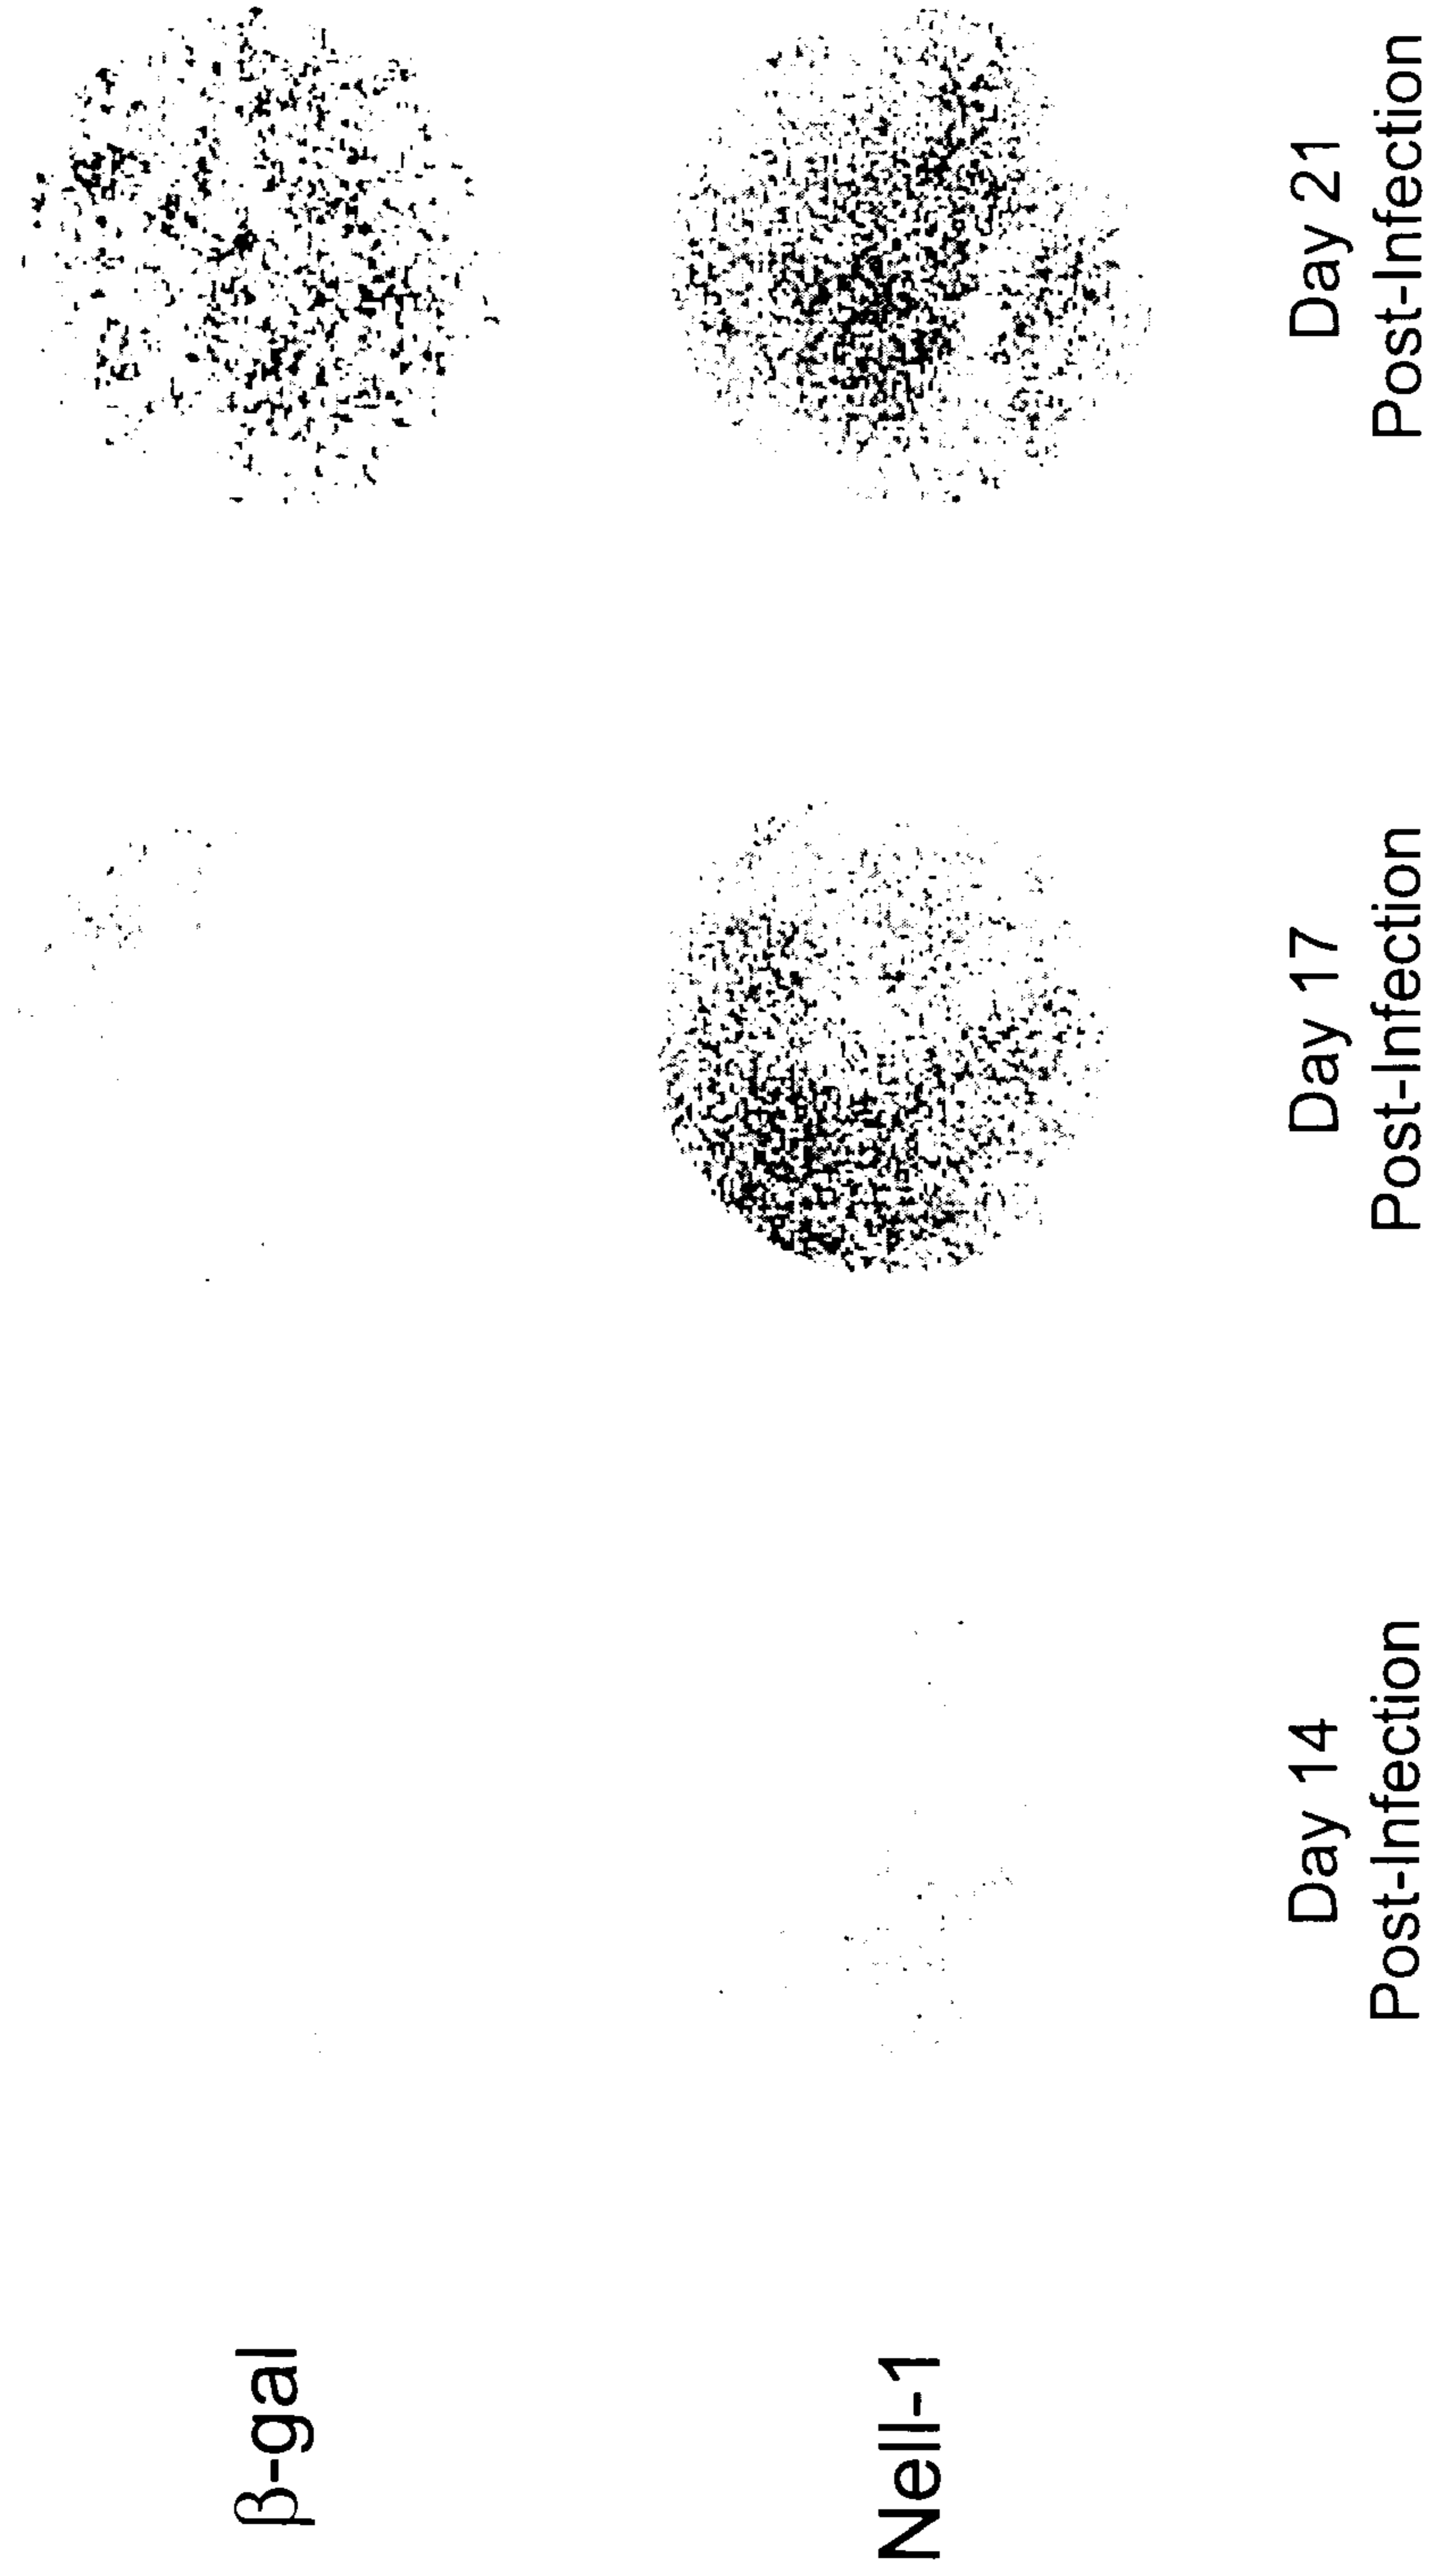 β-gal
Nell-1
Day 14
Post-Infection
Day 17
Post-Infection
Day 21
Post-Infection